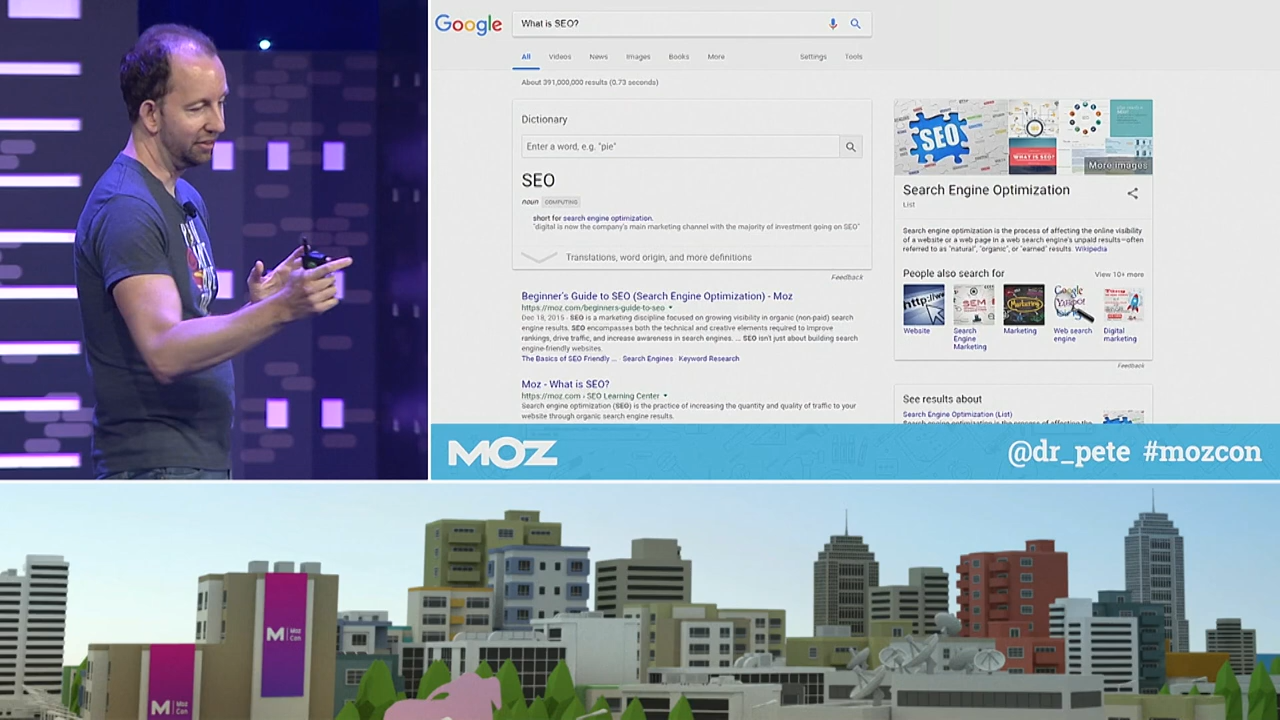 Google
What is SEO?
All Videos News Images Books More Settings Tools
About 391,000,000 results (0.73 seconds)
Dictionary
Enter a word, e.g. "pie"
SEO
noun COMPUTING
short for search engine optimization.
"digital is now the company's main marketing channel with the majority of investment going on SEO"
Translations, word origin, and more definitions
Feedback
Beginner's Guide to SEO (Search Engine Optimization) - Moz
https://moz.com/beginners-guide-to-seo
Dec 18, 2015 - SEO is a marketing discipline focused on growing visibility in organic (non-paid) search
engine results. SEO encompasses both the technical and creative elements required to improve
rankings, drive traffic, and increase awareness in search engines. ... SEO isn't just about building search
engine-friendly websites.
The Basics of SEO Friendly ... · Search Engines · Keyword Research
Moz - What is SEO?
https://moz.com › SEO Learning Center
Search engine optimization (SEO) is the practice of increasing the quantity and quality of traffic to your
website through organic search engine results.
SEO
WHAT IS SEO?
More images
Search Engine Optimization
List
Search engine optimization is the process of affecting the online visibility
of a website or a web page in a web search engine's unpaid results—often
referred to as "natural", "organic", or "earned" results. Wikipedia
People also search for
View 10+ more
http://w
SEM
Marketing
Google
Website
Search
Engine
Marketing
Marketing
Web search
engine
Digital
marketing
Feedback
See results about
Search Engine Optimization (List)
MOZ
@dr_pete #mozcon
M Moz
Con
M Moz
Con